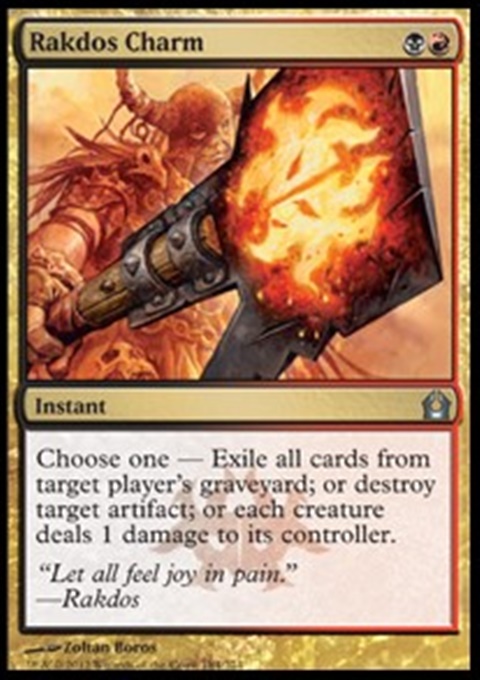 Rakdos Charm
Instant
Choose one — Exile all cards from
target player's graveyard; or destroy
target artifact; or each creature
deals 1 damage to its controller.
"Let all feel joy in pain."
—Rakdos
Zoltan Boros